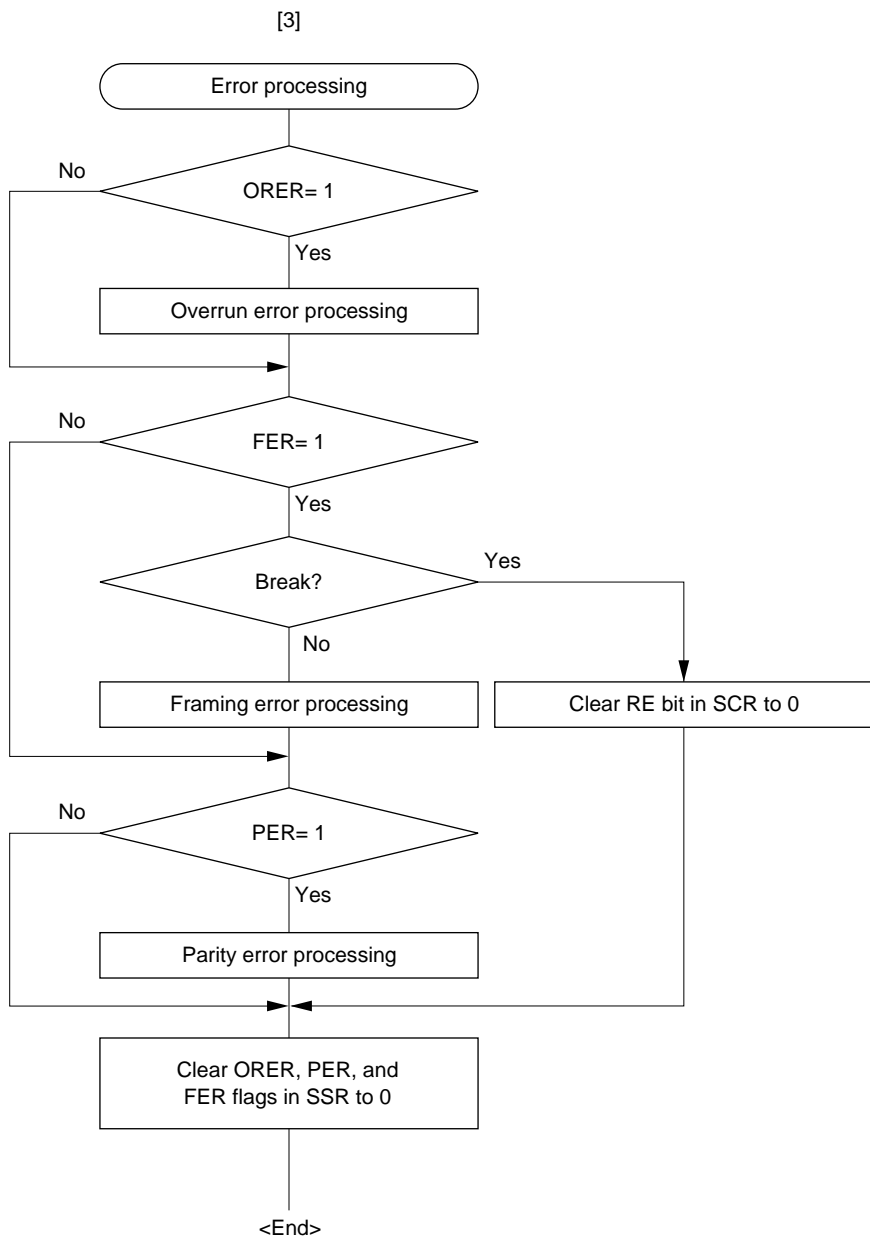 [3]
Error processing
No
ORER= 1
Yes
Overrun error processing
No
FER= 1
Yes
Break?
Yes
No
Framing error processing
Clear RE bit in SCR to 0
No
PER= 1
Yes
Parity error processing
Clear ORER, PER, and
FER flags in SSR to 0
<End>